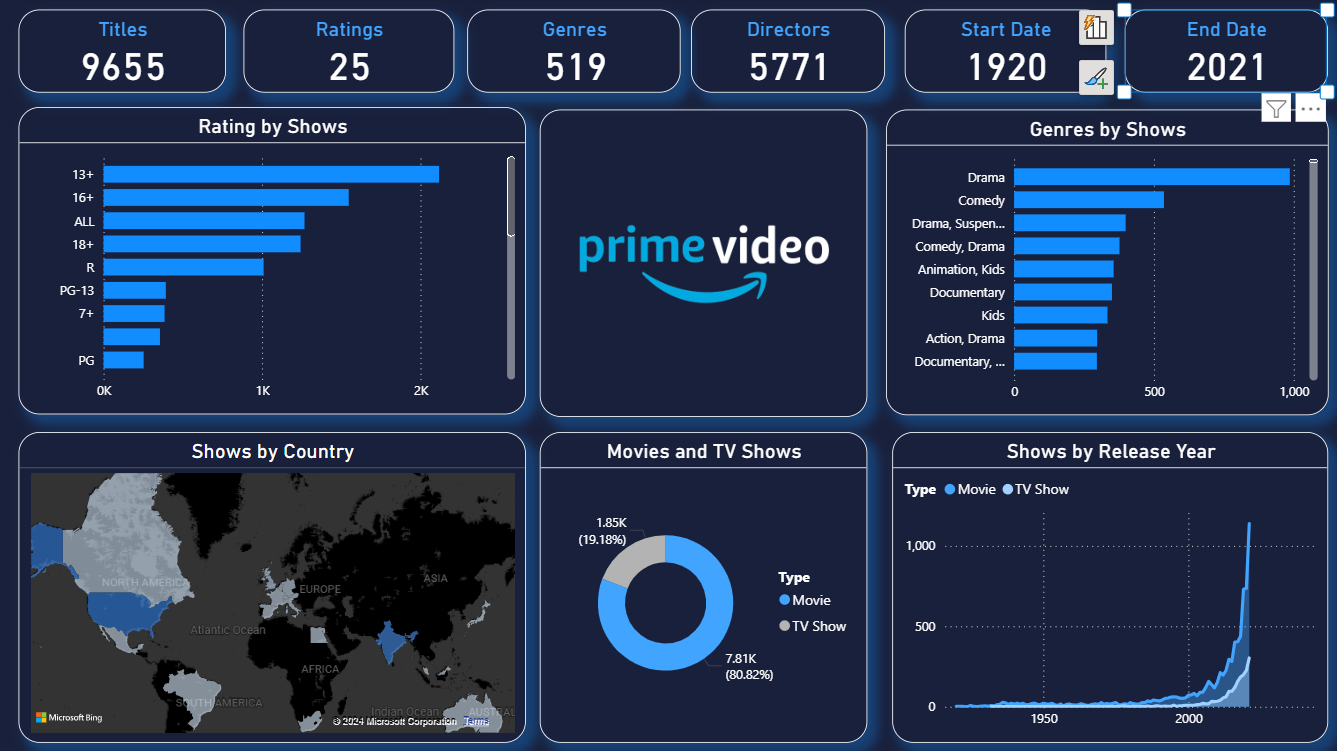 Titles
9655
Ratings
25
Genres
519
Directors
5771
Start Date
1920
End Date
2021
Rating by Shows
13+
16+
ALL
18+
R
PG-13
7+
PG
0K 1K 2K
prime video
Genres by Shows
Drama
Comedy
Drama, Suspen...
Comedy, Drama
Animation, Kids
Documentary
Kids
Action, Drama
Documentary, ...
0 500 1,000
Shows by Country
NORTH AMERICA
EUROPE
ASIA
Atlantic Ocean
AFRICA
SOUTH AMERICA
Indian Ocean
AUSTRAL
Microsoft Bing
© 2024 Microsoft Corporation Terms
Movies and TV Shows
1.85K
(19.18%)
7.81K
(80.82%)
Type
Movie
TV Show
Shows by Release Year
Type Movie TV Show
1,000
500
0
1950 2000